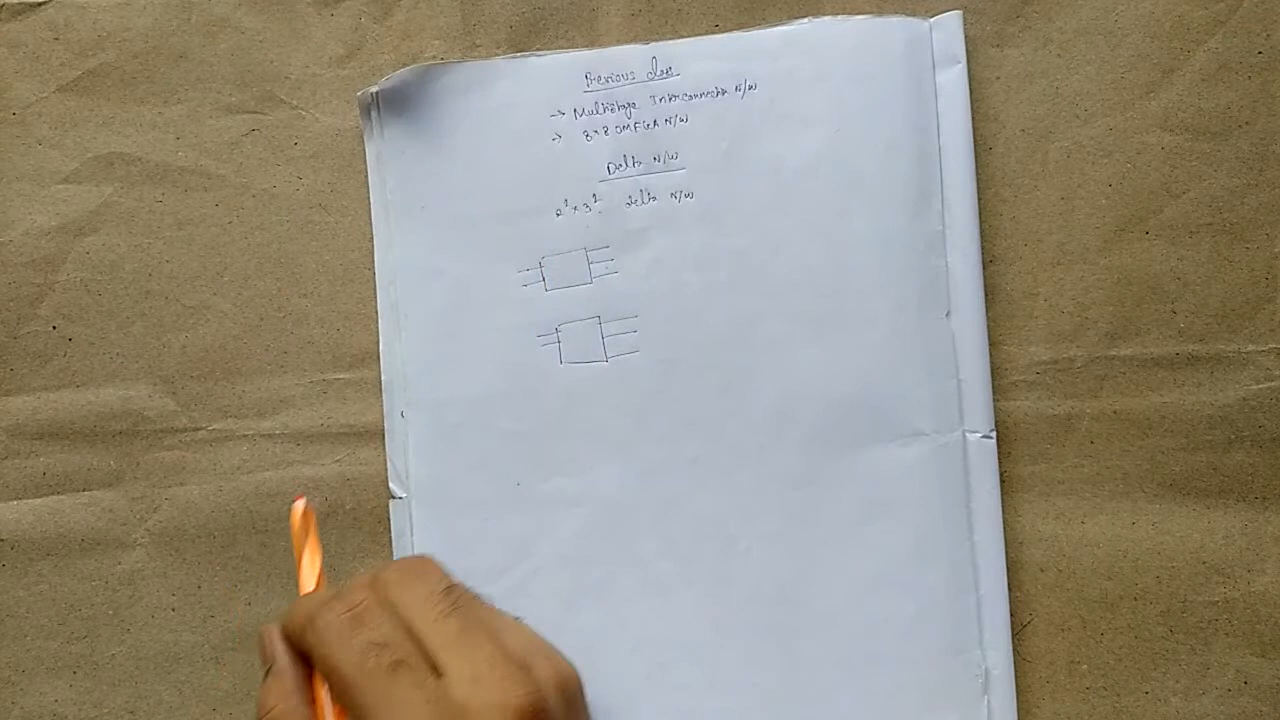 Previous class
→ Multistage Interconnection N/W
→ 8×8 OMEGA N/W
Delta N/W
2² × 3² delta N/W